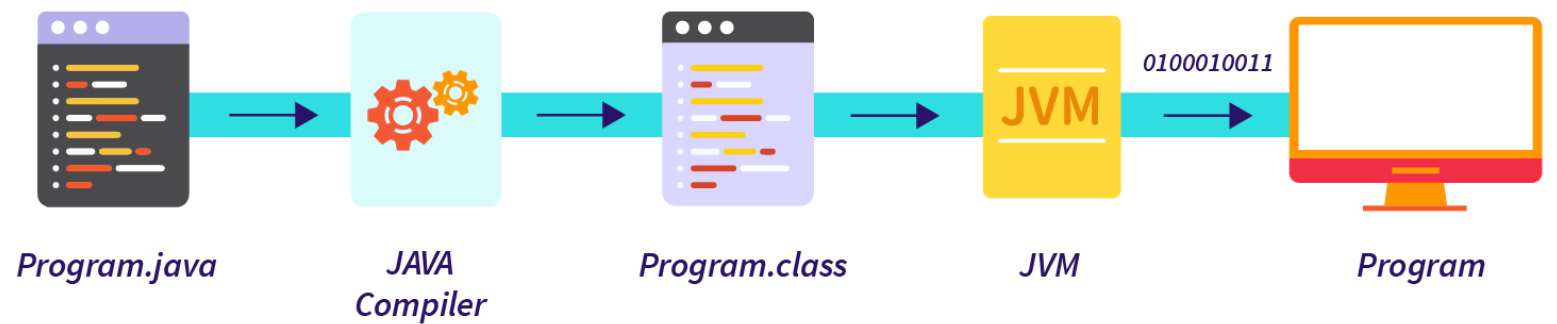 0100010011
JVM
Program.java
JAVA
Compiler
Program.class
JVM
Program